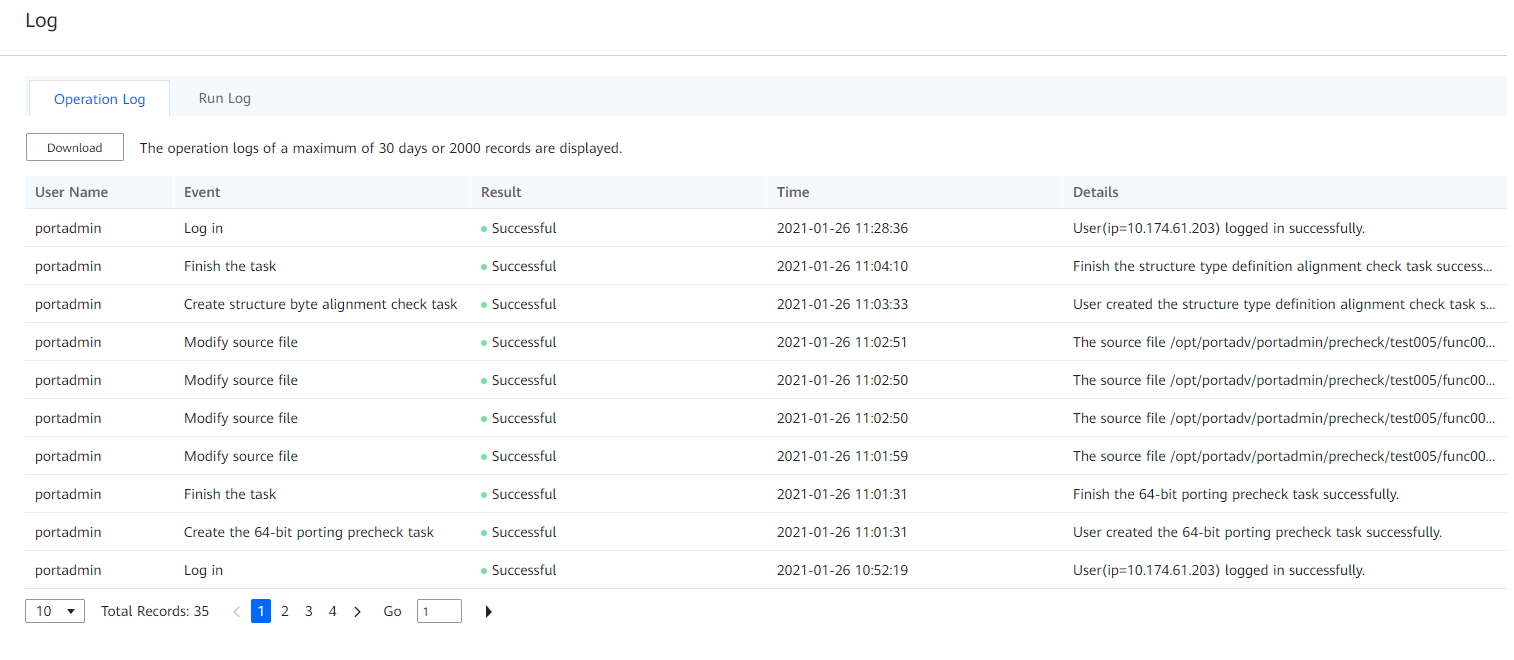 Log
Operation Log Run Log
Download The operation logs of a maximum of 30 days or 2000 records are displayed.
User Name Event Result Time Details
portadmin Log in Successful 2021-01-26 11:28:36 User(ip=10.174.61.203) logged in successfully.
portadmin Finish the task Successful 2021-01-26 11:04:10 Finish the structure type definition alignment check task success...
portadmin Create structure byte alignment check task Successful 2021-01-26 11:03:33 User created the structure type definition alignment check task s...
portadmin Modify source file Successful 2021-01-26 11:02:51 The source file /opt/portadv/portadmin/precheck/test005/func00...
portadmin Modify source file Successful 2021-01-26 11:02:50 The source file /opt/portadv/portadmin/precheck/test005/func00...
portadmin Modify source file Successful 2021-01-26 11:02:50 The source file /opt/portadv/portadmin/precheck/test005/func00...
portadmin Modify source file Successful 2021-01-26 11:01:59 The source file /opt/portadv/portadmin/precheck/test005/func00...
portadmin Finish the task Successful 2021-01-26 11:01:31 Finish the 64-bit porting precheck task successfully.
portadmin Create the 64-bit porting precheck task Successful 2021-01-26 11:01:31 User created the 64-bit porting precheck task successfully.
portadmin Log in Successful 2021-01-26 10:52:19 User(ip=10.174.61.203) logged in successfully.
10 Total Records: 35 1 2 3 4 Go 1